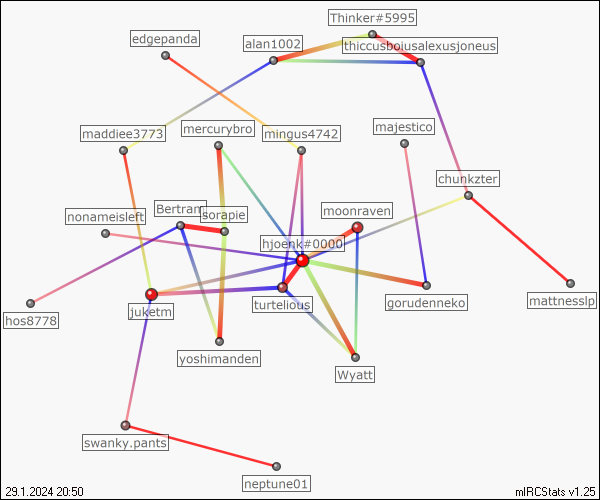 Thinker#5995
edgepanda
alan1002
thiccusboiusalexusjoneus
maddiee3773
mercurybro
mingus4742
majestico
chunkzter
nonameisleft
Bertram
sorapie
moonraven
hjoenk#0000
hos8778
juketm
turtelious
gorudenneko
mattnesslp
yoshimanden
Wyatt
swanky.pants
neptune01
29.1.2024 20:50
mIRCStats v1.25